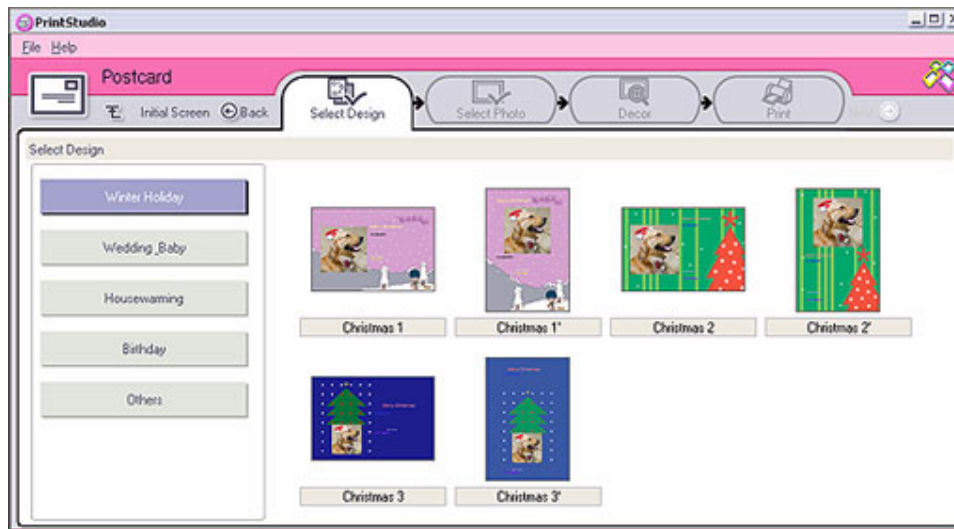 PrintStudio
File Help
Postcard
Initial Screen Back
Select Design
Select Photo
Decor
Print
Select Design
Winter Holiday
Wedding_Baby
Housewarming
Birthday
Others
Christmas 1
Christmas 1'
Christmas 2
Christmas 2'
Christmas 3
Christmas 3'